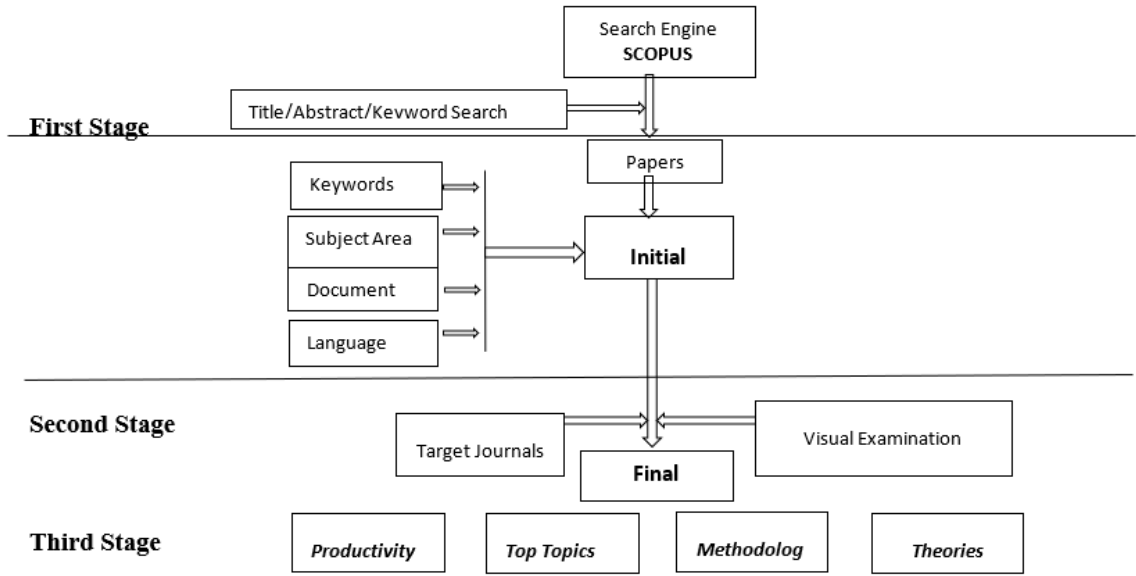 Search Engine
SCOPUS
Title/Abstract/Kevword Search
First Stage
Papers
Keywords
Subject Area
Initial
Document
Language
Second Stage
Target Journals
Visual Examination
Final
Third Stage
Productivity
Top Topics
Methodolog
Theories